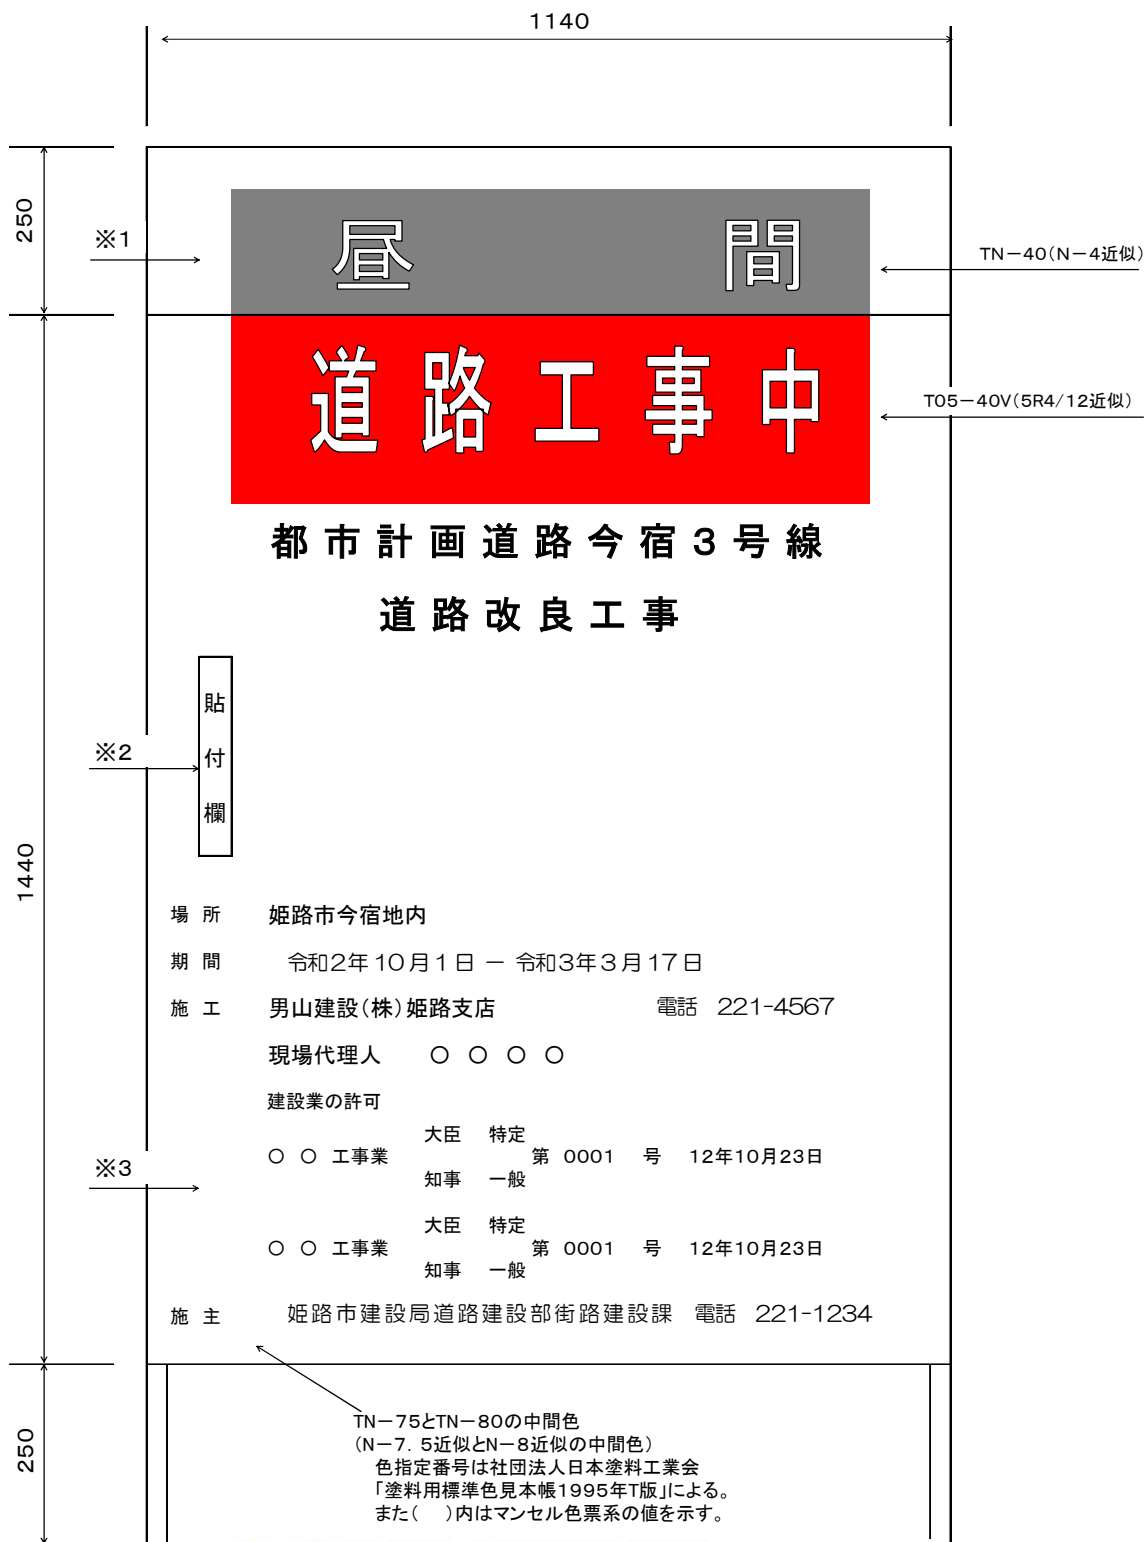 1140
250
※1
昼 間
TN－40(N－4近似)
道路工事中
T05－40V(5R4/12近似)
都市計画道路今宿3号線
道路改良工事
貼付欄
※2
1440
場所 姫路市今宿地内
期間 令和2年10月1日 － 令和3年3月17日
施工 男山建設(株)姫路支店 電話 221-4567
現場代理人 ○ ○ ○ ○
建設業の許可
大臣 特定
○ ○ 工事業 第 0001 号 12年10月23日
知事 一般
※3
大臣 特定
○ ○ 工事業 第 0001 号 12年10月23日
知事 一般
施主 姫路市建設局道路建設部街路建設課 電話 221-1234
250
TN－75とTN－80の中間色
(N－7．5近似とN－8近似の中間色)
色指定番号は社団法人日本塗料工業会
「塗料用標準色見本帳1995年T版」による。
また(　)内はマンセル色票系の値を示す。